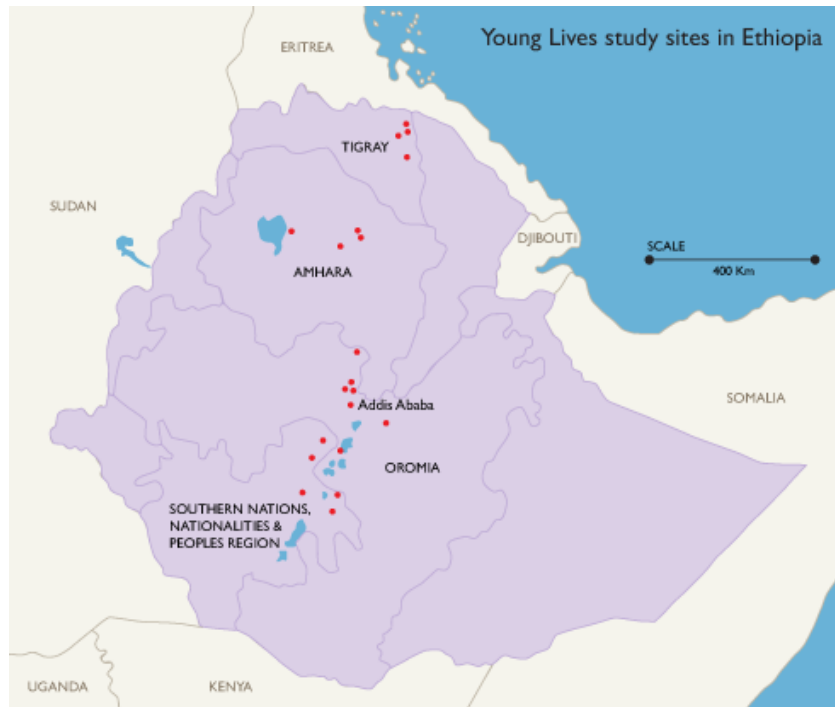 Young Lives study sites in Ethiopia
ERITREA
TIGRAY
SUDAN
DJIBOUTI
SCALE
400 Km
AMHARA
SOMALIA
Addis Ababa
OROMIA
SOUTHERN NATIONS,
NATIONALITIES &
PEOPLES REGION
UGANDA
KENYA